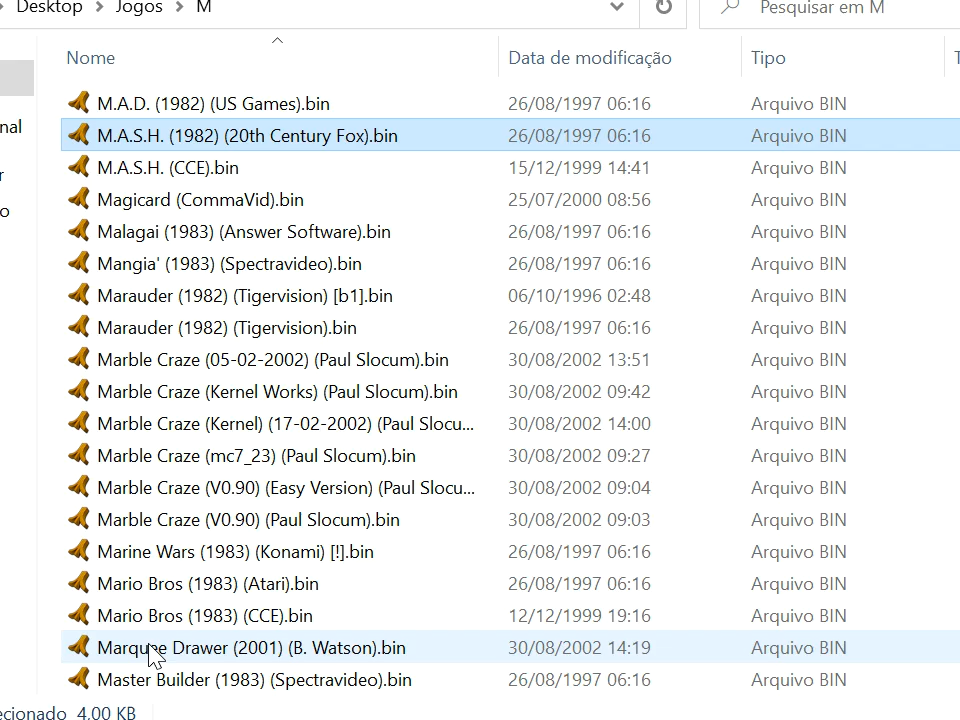 Desktop > Jogos > M
Pesquisar em M
Nome Data de modificação Tipo T
M.A.D. (1982) (US Games).bin 26/08/1997 06:16 Arquivo BIN
nal
M.A.S.H. (1982) (20th Century Fox).bin 26/08/1997 06:16 Arquivo BIN
M.A.S.H. (CCE).bin 15/12/1999 14:41 Arquivo BIN
r
Magicard (CommaVid).bin 25/07/2000 08:56 Arquivo BIN
o
Malagai (1983) (Answer Software).bin 26/08/1997 06:16 Arquivo BIN
Mangia' (1983) (Spectravideo).bin 26/08/1997 06:16 Arquivo BIN
Marauder (1982) (Tigervision) [b1].bin 06/10/1996 02:48 Arquivo BIN
Marauder (1982) (Tigervision).bin 26/08/1997 06:16 Arquivo BIN
Marble Craze (05-02-2002) (Paul Slocum).bin 30/08/2002 13:51 Arquivo BIN
Marble Craze (Kernel Works) (Paul Slocum).bin 30/08/2002 09:42 Arquivo BIN
Marble Craze (Kernel) (17-02-2002) (Paul Slocu... 30/08/2002 14:00 Arquivo BIN
Marble Craze (mc7_23) (Paul Slocum).bin 30/08/2002 09:27 Arquivo BIN
Marble Craze (V0.90) (Easy Version) (Paul Slocu... 30/08/2002 09:04 Arquivo BIN
Marble Craze (V0.90) (Paul Slocum).bin 30/08/2002 09:03 Arquivo BIN
Marine Wars (1983) (Konami) [!].bin 26/08/1997 06:16 Arquivo BIN
Mario Bros (1983) (Atari).bin 26/08/1997 06:16 Arquivo BIN
Mario Bros (1983) (CCE).bin 12/12/1999 19:16 Arquivo BIN
Marquee Drawer (2001) (B. Watson).bin 30/08/2002 14:19 Arquivo BIN
Master Builder (1983) (Spectravideo).bin 26/08/1997 06:16 Arquivo BIN
ecionado 4,00 KB